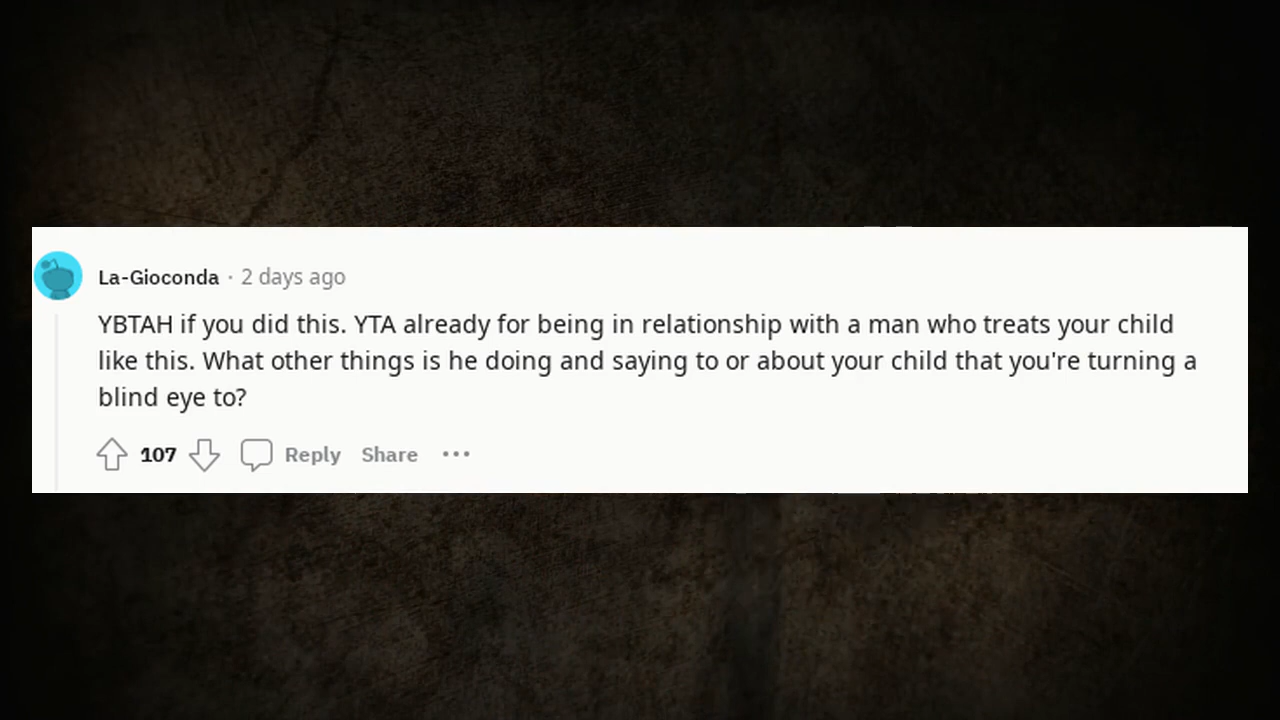 La-Gioconda · 2 days ago
YBTAH if you did this. YTA already for being in relationship with a man who treats your child
like this. What other things is he doing and saying to or about your child that you're turning a
blind eye to?
107 Reply Share •••